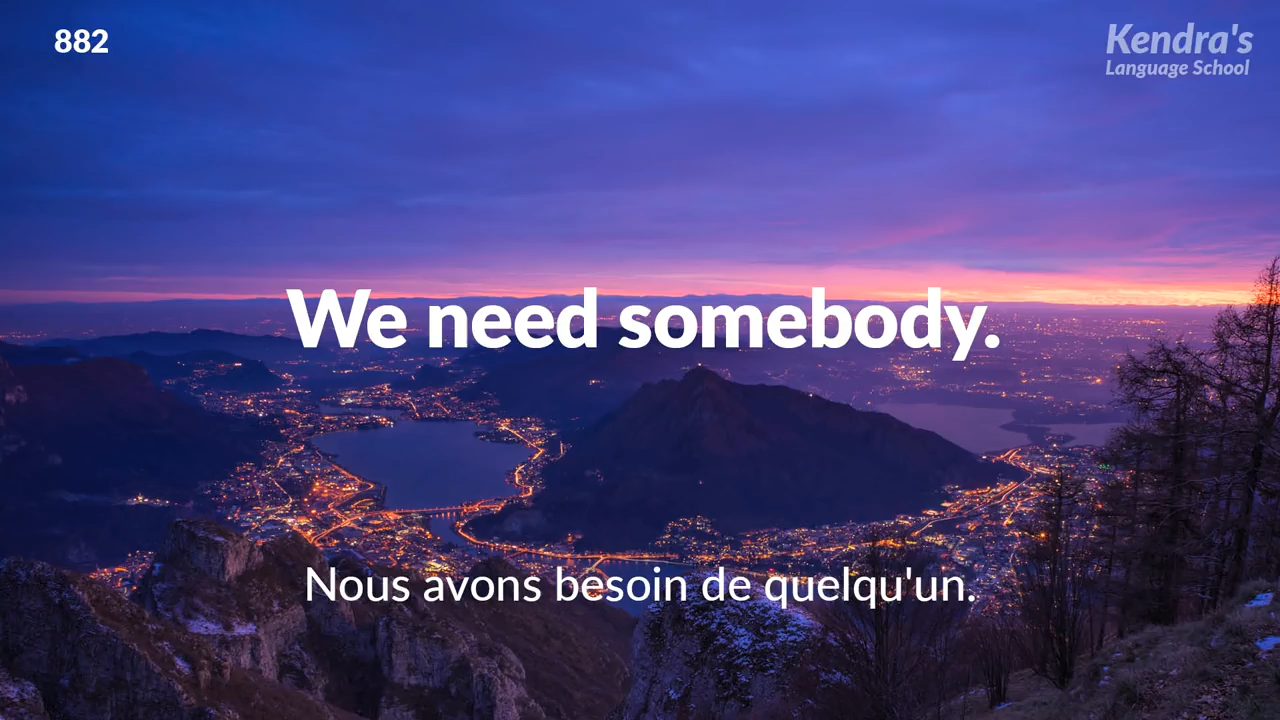 882
Kendra's
Language School
We need somebody.
Nous avons besoin de quelqu'un.